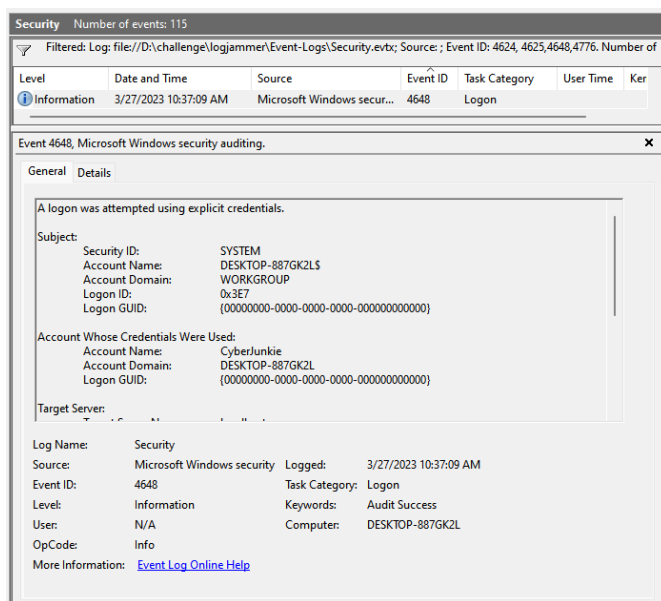 Security Number of events: 115
Filtered: Log: file://D:\challenge\logjammer\Event-Logs\Security.evtx; Source: ; Event ID: 4624, 4625,4648,4776. Number of
Level Date and Time Source Event ID Task Category User Time Ker
Information 3/27/2023 10:37:09 AM Microsoft Windows secur... 4648 Logon
Event 4648, Microsoft Windows security auditing.
General Details
A logon was attempted using explicit credentials.
Subject:
Security ID: SYSTEM
Account Name: DESKTOP-887GK2L$
Account Domain: WORKGROUP
Logon ID: 0x3E7
Logon GUID: {00000000-0000-0000-0000-000000000000}
Account Whose Credentials Were Used:
Account Name: CyberJunkie
Account Domain: DESKTOP-887GK2L
Logon GUID: {00000000-0000-0000-0000-000000000000}
Target Server:
Log Name: Security
Source: Microsoft Windows security Logged: 3/27/2023 10:37:09 AM
Event ID: 4648 Task Category: Logon
Level: Information Keywords: Audit Success
User: N/A Computer: DESKTOP-887GK2L
OpCode: Info
More Information: Event Log Online Help